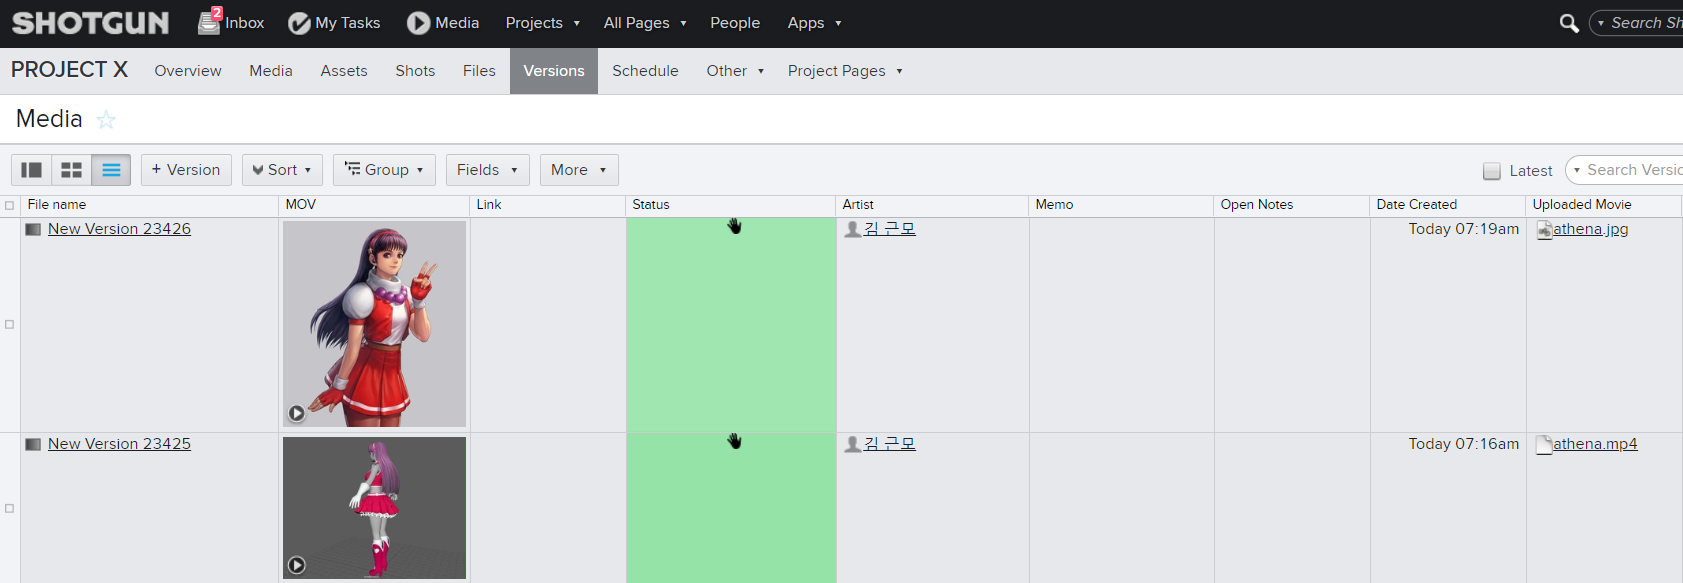 SHOTGUN 2 Inbox My Tasks Media Projects All Pages People Apps Search Sh
PROJECT X Overview Media Assets Shots Files Versions Schedule Other Project Pages
Media
+ Version Sort Group Fields More Latest Search Versio
File name MOV Link Status Artist Memo Open Notes Date Created Uploaded Movie
New Version 23426 김 근모 Today 07:19am athena.jpg
New Version 23425 김 근모 Today 07:16am athena.mp4